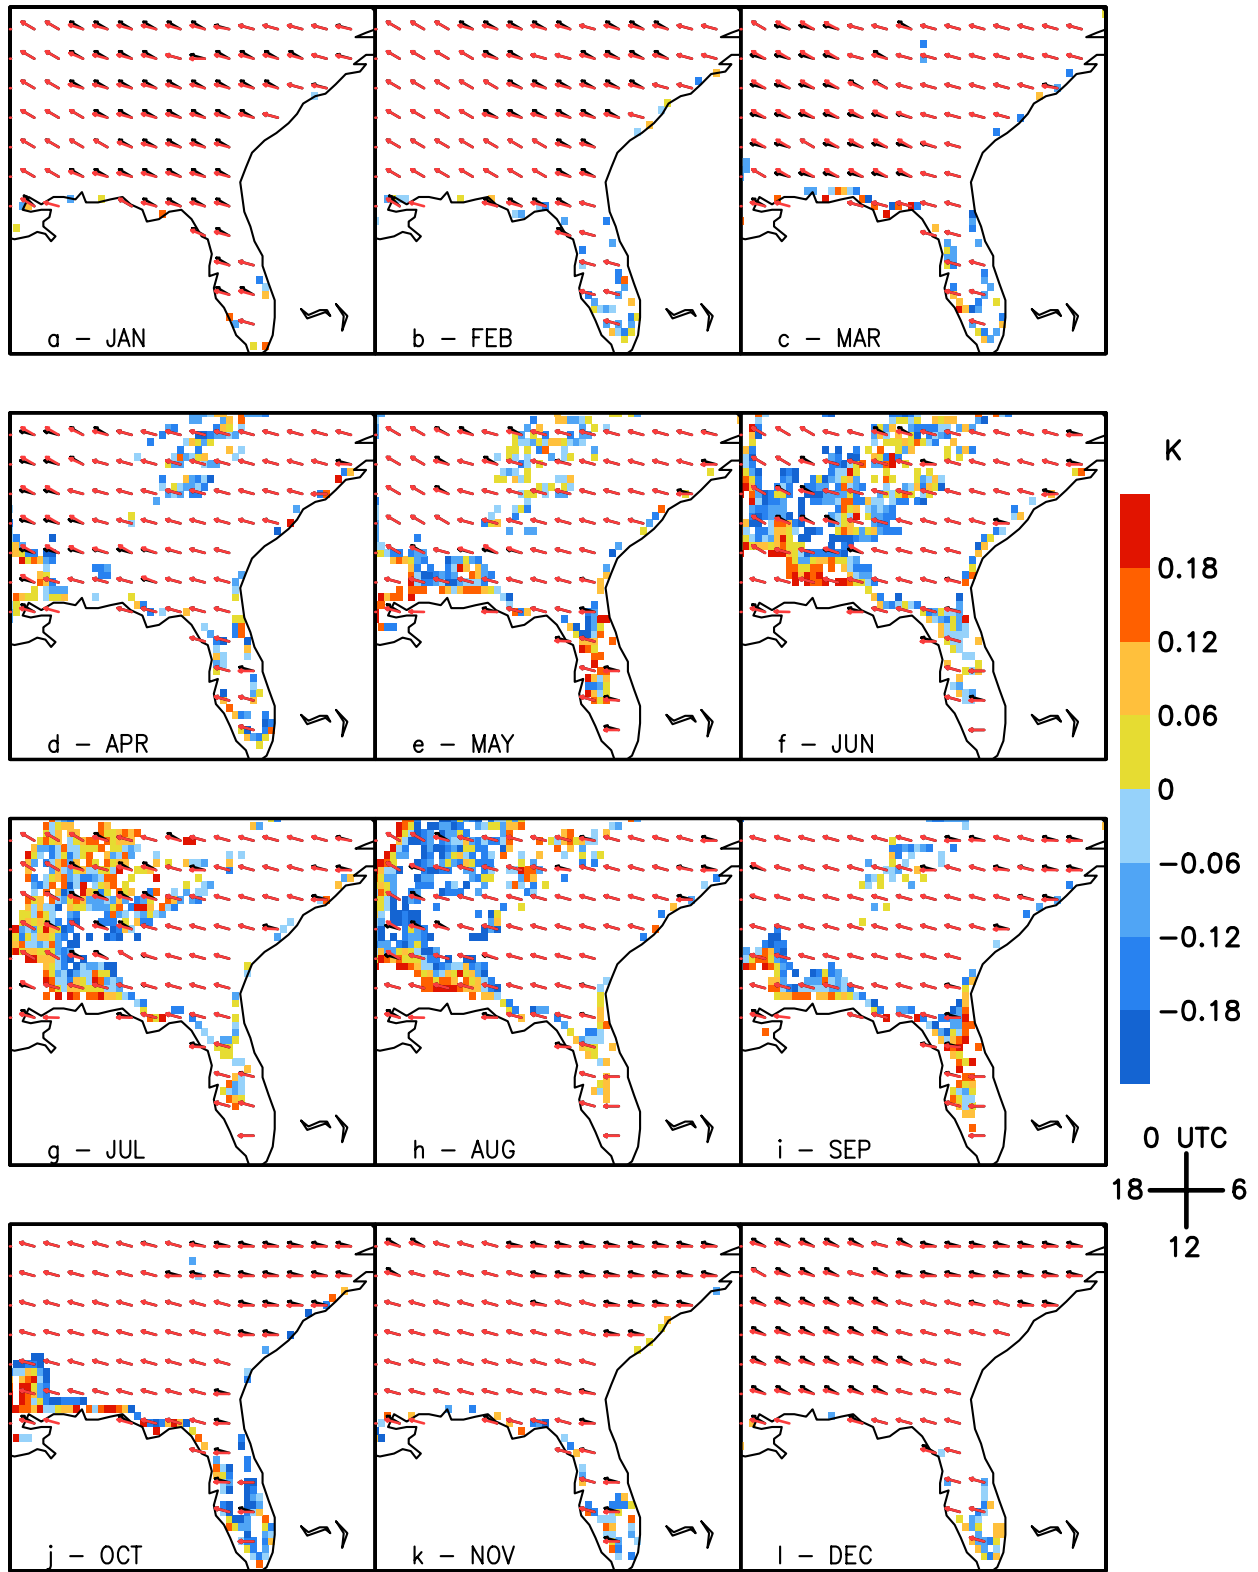 a – JAN
b – FEB
c – MAR
d – APR
e – MAY
f – JUN
K
0.18
0.12
0.06
0
−0.06
−0.12
−0.18
g – JUL
h – AUG
i – SEP
0 UTC
18
6
12
j – OCT
k – NOV
l – DEC